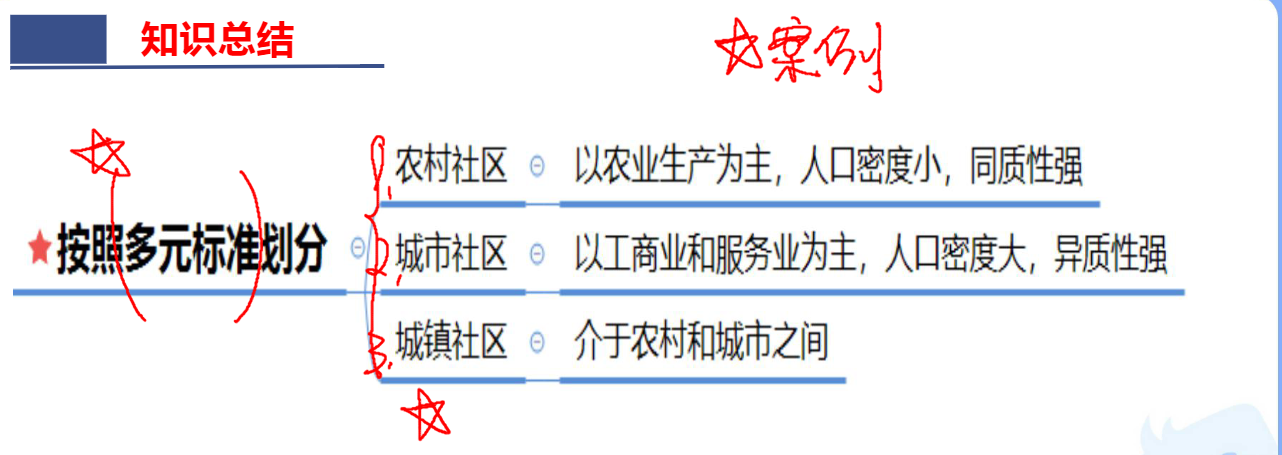 知识总结
☆案例
☆
1. 农村社区 ⊖ 以农业生产为主，人口密度小，同质性强
★按照(多元标准)划分 ⊖ 2. 城市社区 ⊖ 以工商业和服务业为主，人口密度大，异质性强
3. 城镇社区 ⊖ 介于农村和城市之间
☆